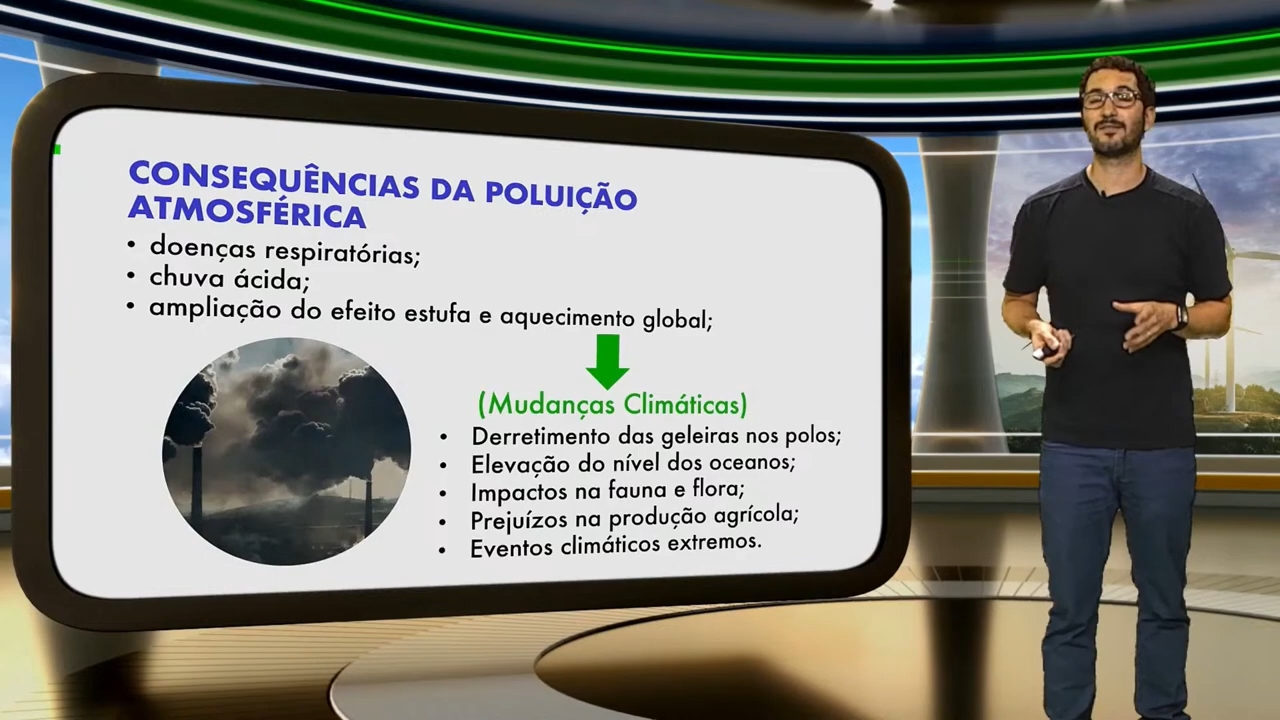 CONSEQUÊNCIAS DA POLUIÇÃO
ATMOSFÉRICA
• doenças respiratórias;
• chuva ácida;
• ampliação do efeito estufa e aquecimento global;
(Mudanças Climáticas)
• Derretimento das geleiras nos polos;
• Elevação do nível dos oceanos;
• Impactos na fauna e flora;
• Prejuízos na produção agrícola;
• Eventos climáticos extremos.